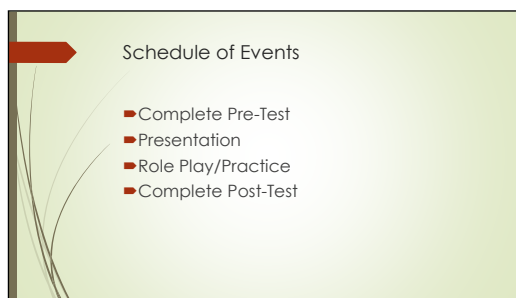 Schedule of Events
Complete Pre-Test
Presentation
Role Play/Practice
Complete Post-Test